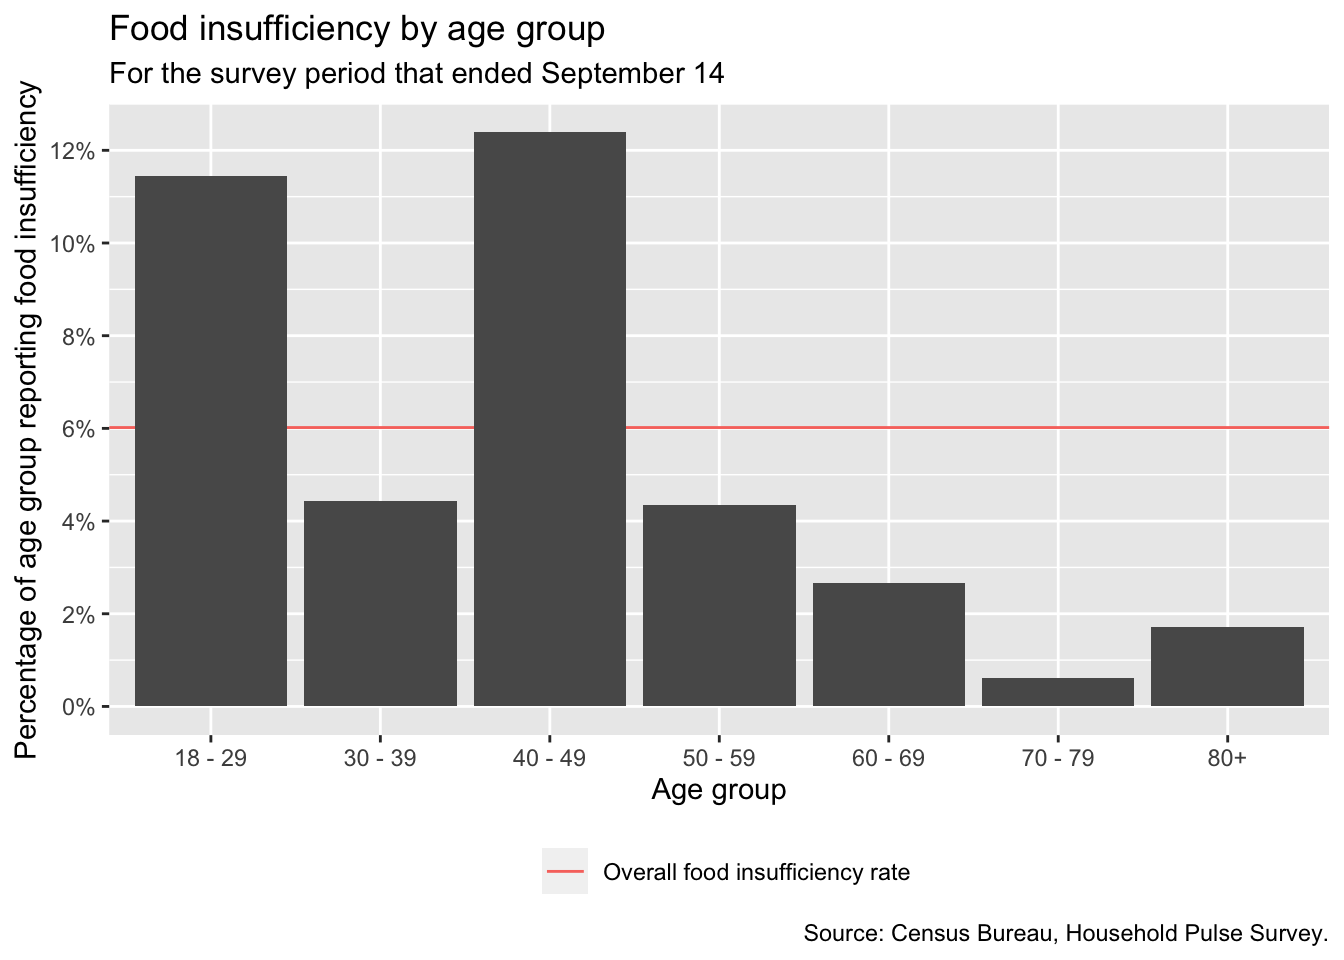 Food insufficiency by age group
For the survey period that ended September 14
Percentage of age group reporting food insufficiency
12%
10%
8%
6%
4%
2%
0%
18 - 29
30 - 39
40 - 49
50 - 59
60 - 69
70 - 79
80+
Age group
Overall food insufficiency rate
Source: Census Bureau, Household Pulse Survey.